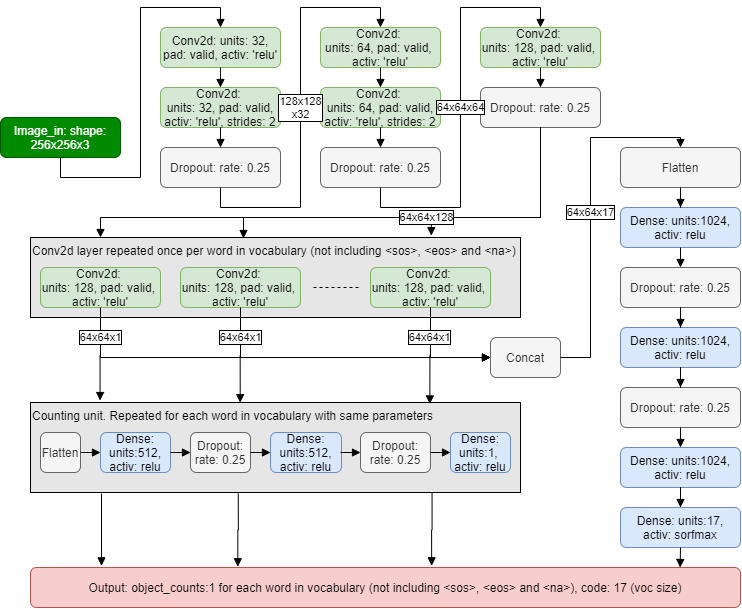 Image_in: shape:
256x256x3
Conv2d: units: 32,
pad: valid, activ: 'relu'
Conv2d:
units: 32, pad: valid,
activ: 'relu', strides: 2
Dropout: rate: 0.25
128x128
x32
Conv2d:
units: 64, pad: valid,
activ: 'relu'
Conv2d:
units: 64, pad: valid,
activ: 'relu', strides: 2
Dropout: rate: 0.25
64x64x64
Conv2d:
units: 128, pad: valid,
activ: 'relu'
Dropout: rate: 0.25
64x64x128
Conv2d layer repeated once per word in vocabulary (not including <sos>, <eos> and <na>)
Conv2d:
units: 128, pad: valid,
activ: 'relu'
Conv2d:
units: 128, pad: valid,
activ: 'relu'
--------
Conv2d:
units: 128, pad: valid,
activ: 'relu'
64x64x1
64x64x1
64x64x1
Concat
64x64x17
Counting unit. Repeated for each word in vocabulary with same parameters
Flatten
Dense:
units:512,
activ: relu
Dropout:
rate: 0.25
Dense:
units:512,
activ: relu
Dropout:
rate: 0.25
Dense:
units:1,
activ: relu
Flatten
Dense: units:1024,
activ: relu
Dropout: rate: 0.25
Dense: units:1024,
activ: relu
Dropout: rate: 0.25
Dense: units:1024,
activ: relu
Dense: units:17,
activ: sorfmax
Output: object_counts:1 for each word in vocabulary (not including <sos>, <eos> and <na>), code: 17 (voc size)